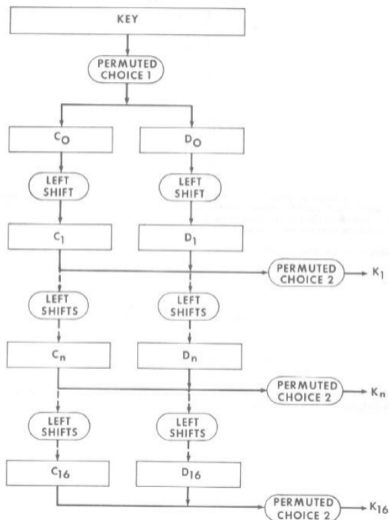 KEY
PERMUTED
CHOICE 1
C₀ D₀
LEFT SHIFT LEFT SHIFT
C₁ D₁
PERMUTED
CHOICE 2
K₁
LEFT SHIFTS LEFT SHIFTS
Cₙ Dₙ
PERMUTED
CHOICE 2
Kₙ
LEFT SHIFTS LEFT SHIFTS
C₁₆ D₁₆
PERMUTED
CHOICE 2
K₁₆